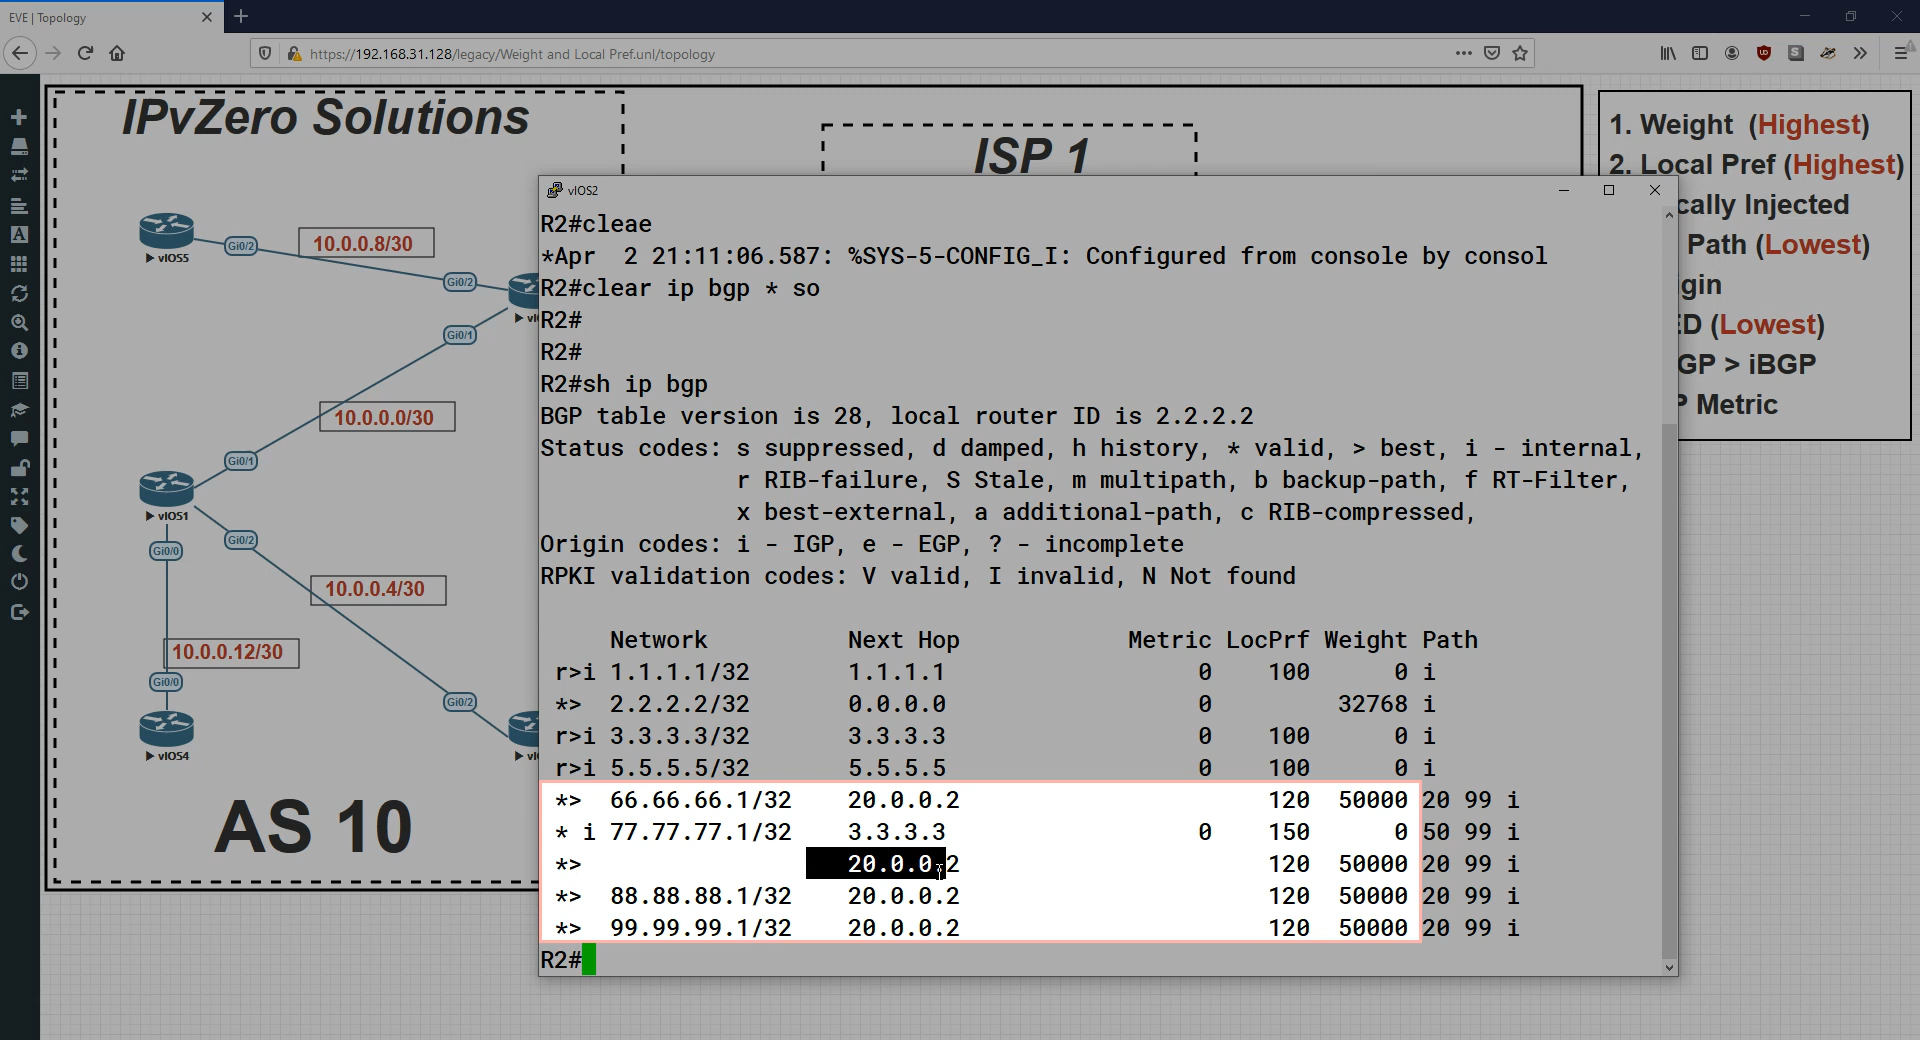 EVE | Topology
https://192.168.31.128/legacy/Weight and Local Pref.unl/topology
IPvZero Solutions
ISP 1
1. Weight (Highest)
2. Local Pref (Highest)
cally Injected
Path (Lowest)
gin
ED (Lowest)
GP > iBGP
P Metric
vIOS5
Gi0/2
10.0.0.8/30
Gi0/2
Gi0/1
10.0.0.0/30
Gi0/1
vIOS1
Gi0/0
Gi0/2
10.0.0.4/30
10.0.0.12/30
Gi0/0
Gi0/2
vIOS4
AS 10
vIOS2
R2#cleae
*Apr  2 21:11:06.587: %SYS-5-CONFIG_I: Configured from console by consol
R2#clear ip bgp * so
R2#
R2#
R2#sh ip bgp
BGP table version is 28, local router ID is 2.2.2.2
Status codes: s suppressed, d damped, h history, * valid, > best, i - internal,
              r RIB-failure, S Stale, m multipath, b backup-path, f RT-Filter,
              x best-external, a additional-path, c RIB-compressed,
Origin codes: i - IGP, e - EGP, ? - incomplete
RPKI validation codes: V valid, I invalid, N Not found
     Network          Next Hop            Metric LocPrf Weight Path
 r>i 1.1.1.1/32       1.1.1.1                  0    100      0 i
 *>  2.2.2.2/32       0.0.0.0                  0         32768 i
 r>i 3.3.3.3/32       3.3.3.3                  0    100      0 i
 r>i 5.5.5.5/32       5.5.5.5                  0    100      0 i
 *>  66.66.66.1/32    20.0.0.2                      120  50000 20 99 i
 * i 77.77.77.1/32    3.3.3.3                  0    150      0 50 99 i
 *>                   20.0.0.2                      120  50000 20 99 i
 *>  88.88.88.1/32    20.0.0.2                      120  50000 20 99 i
 *>  99.99.99.1/32    20.0.0.2                      120  50000 20 99 i
R2#